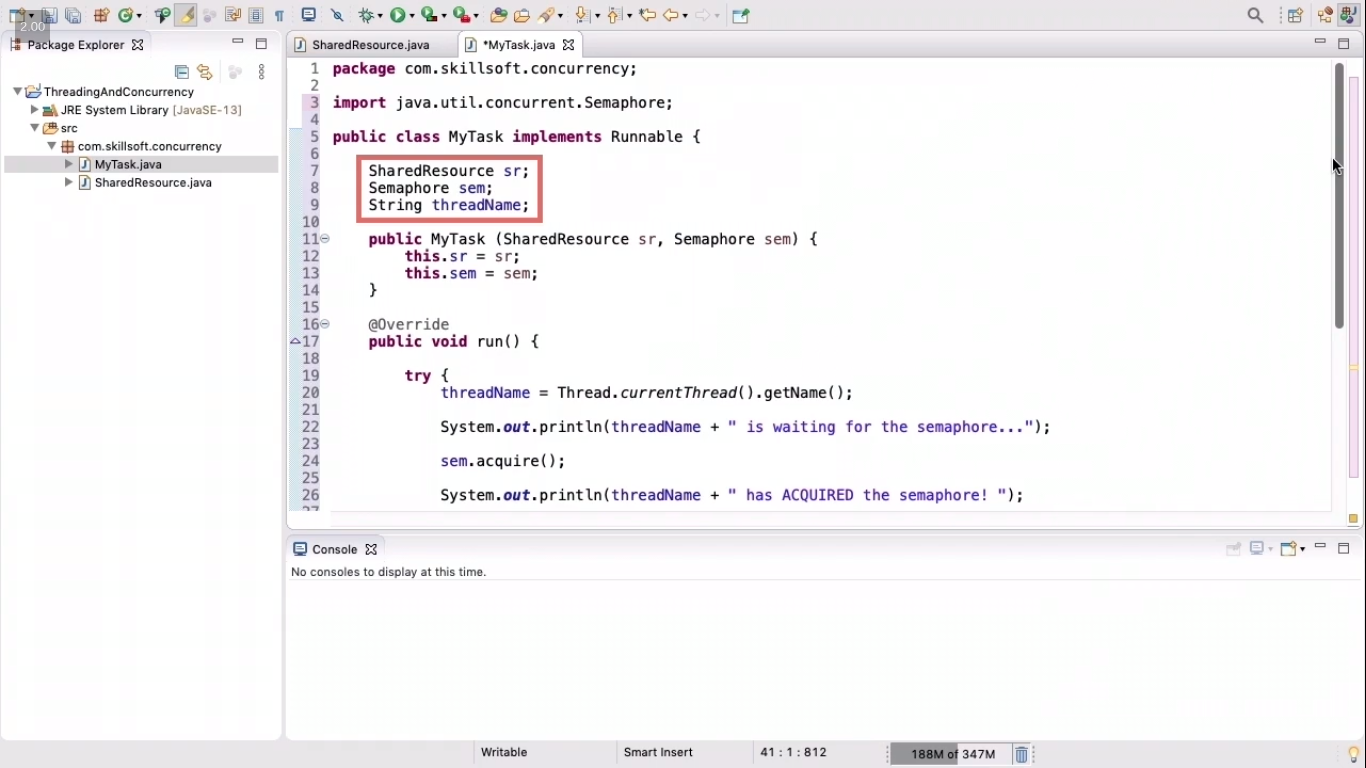 2.00
Package Explorer
SharedResource.java
*MyTask.java
ThreadingAndConcurrency
JRE System Library [JavaSE-13]
src
com.skillsoft.concurrency
MyTask.java
SharedResource.java
1 package com.skillsoft.concurrency;
2
3 import java.util.concurrent.Semaphore;
4
5 public class MyTask implements Runnable {
6
7 SharedResource sr;
8 Semaphore sem;
9 String threadName;
10
11 public MyTask (SharedResource sr, Semaphore sem) {
12 this.sr = sr;
13 this.sem = sem;
14 }
15
16 @Override
17 public void run() {
18
19 try {
20 threadName = Thread.currentThread().getName();
21
22 System.out.println(threadName + " is waiting for the semaphore...");
23
24 sem.acquire();
25
26 System.out.println(threadName + " has ACQUIRED the semaphore! ");
27
Console
No consoles to display at this time.
Writable
Smart Insert
41 : 1 : 812
188M of 347M